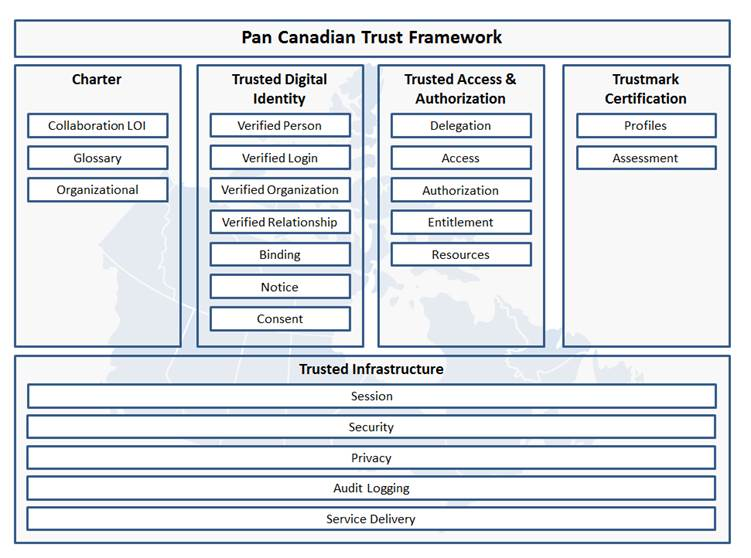 Pan Canadian Trust Framework
Charter
Collaboration LOI
Glossary
Organizational
Trusted Digital
Identity
Verified Person
Verified Login
Verified Organization
Verified Relationship
Binding
Notice
Consent
Trusted Access &
Authorization
Delegation
Access
Authorization
Entitlement
Resources
Trustmark
Certification
Profiles
Assessment
Trusted Infrastructure
Session
Security
Privacy
Audit Logging
Service Delivery